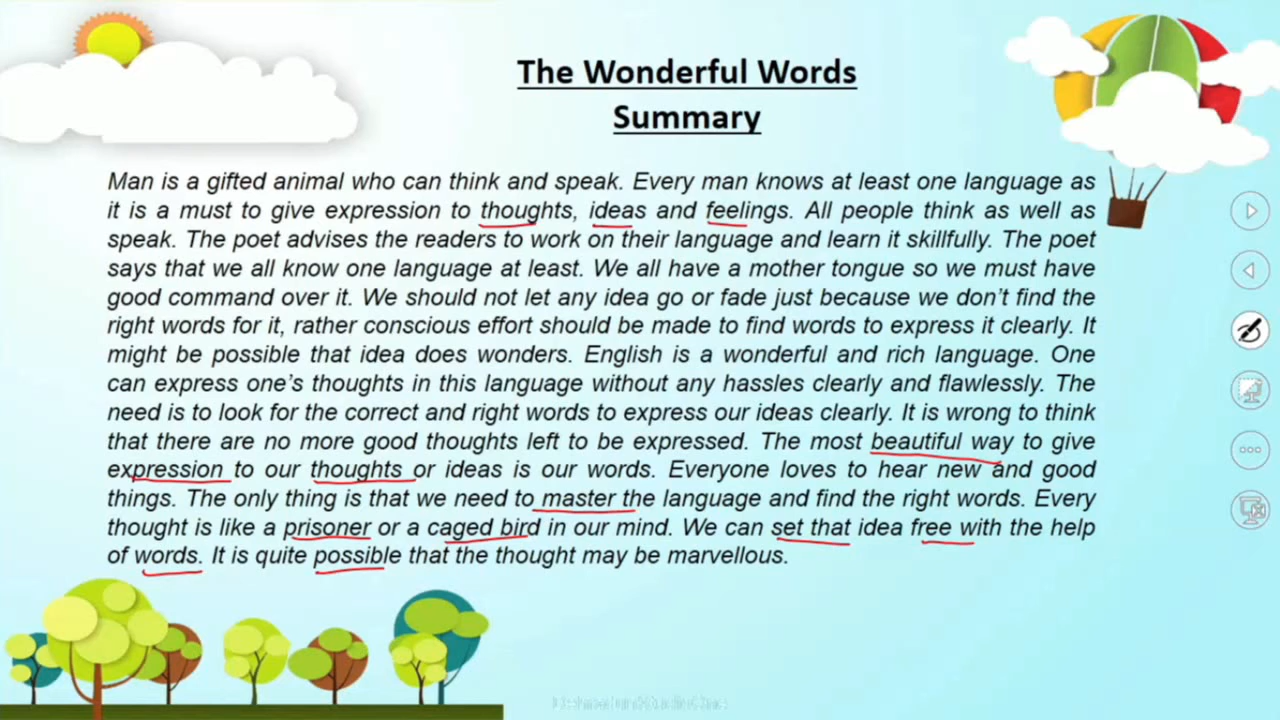 The Wonderful Words
Summary
Man is a gifted animal who can think and speak. Every man knows at least one language as
it is a must to give expression to thoughts, ideas and feelings. All people think as well as
speak. The poet advises the readers to work on their language and learn it skillfully. The poet
says that we all know one language at least. We all have a mother tongue so we must have
good command over it. We should not let any idea go or fade just because we don’t find the
right words for it, rather conscious effort should be made to find words to express it clearly. It
might be possible that idea does wonders. English is a wonderful and rich language. One
can express one’s thoughts in this language without any hassles clearly and flawlessly. The
need is to look for the correct and right words to express our ideas clearly. It is wrong to think
that there are no more good thoughts left to be expressed. The most beautiful way to give
expression to our thoughts or ideas is our words. Everyone loves to hear new and good
things. The only thing is that we need to master the language and find the right words. Every
thought is like a prisoner or a caged bird in our mind. We can set that idea free with the help
of words. It is quite possible that the thought may be marvellous.